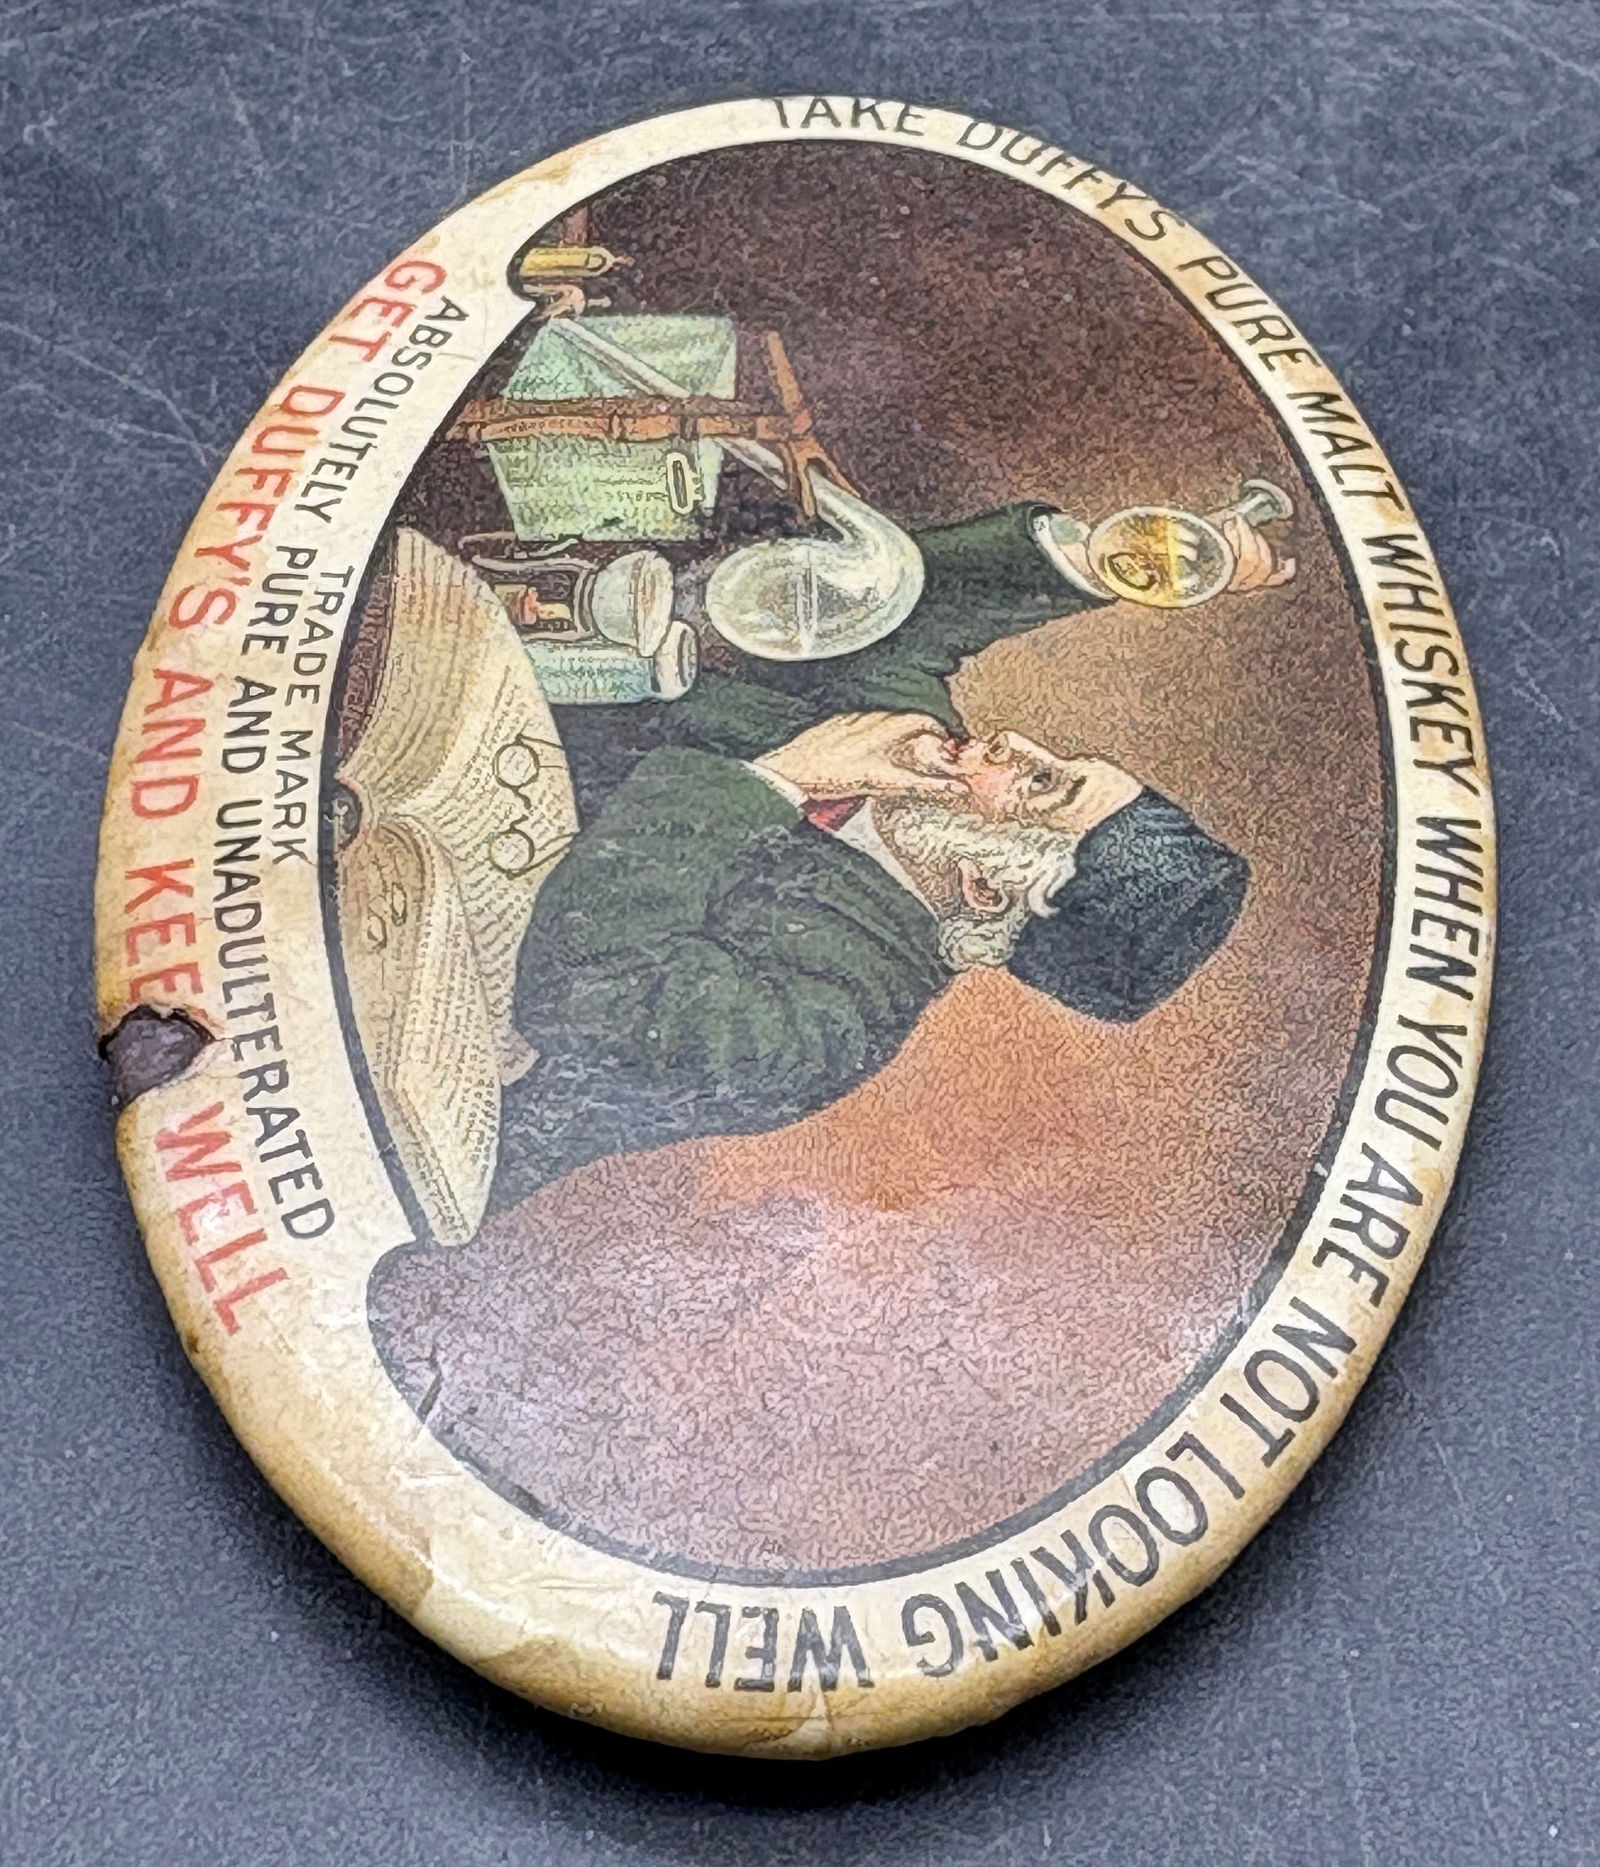 TAKE DUFFY'S PURE MALT WHISKEY WHEN YOU ARE NOT LOOKING WELL
TRADE MARK
ABSOLUTELY PURE AND UNADULTERATED
GET DUFFY'S AND KEE WELL